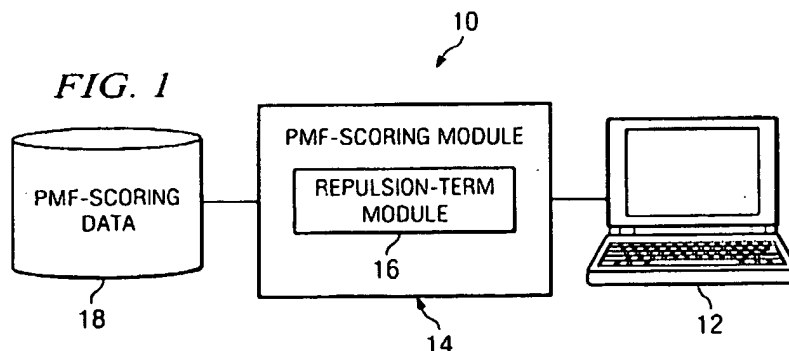 FIG. 1
10
PMF-SCORING
DATA
18
PMF-SCORING MODULE
REPULSION-TERM
MODULE
16
14
12